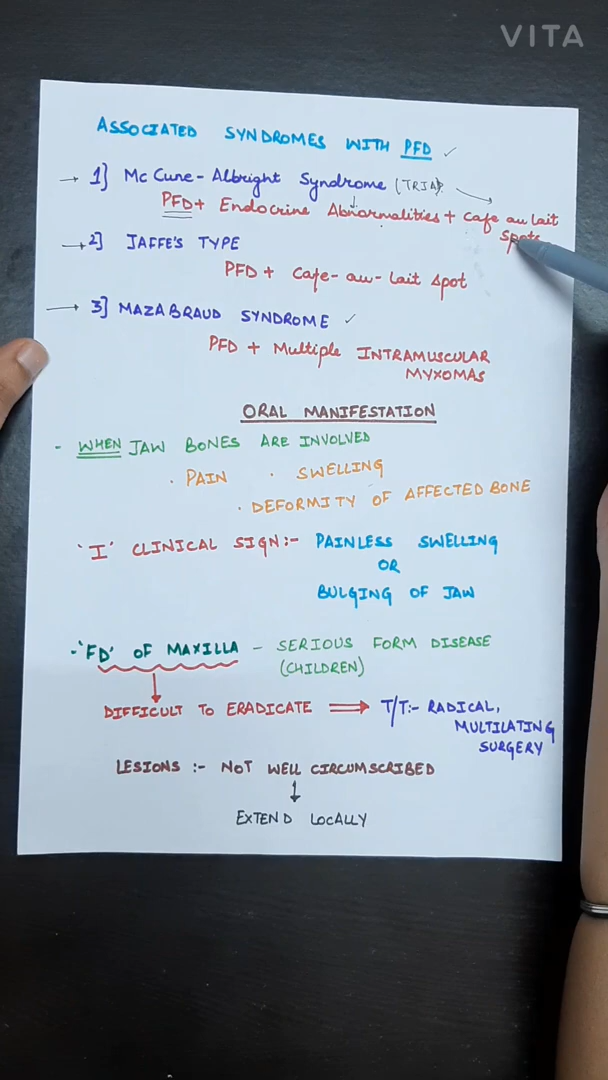 VITA
ASSOCIATED SYNDROMES WITH PFD
1] Mc Cune-Albright Syndrome (TRIAD)
PFD + Endocrine Abnormalities + Cafe au lait
Spots
2] JAFFE'S TYPE
PFD + Cafe-au-lait spot
3] MAZABRAUD SYNDROME
PFD + Multiple INTRAMUSCULAR
MYXOMAS
ORAL MANIFESTATION
- WHEN JAW BONES ARE INVOLVED
· PAIN · SWELLING
· DEFORMITY OF AFFECTED BONE
'I' CLINICAL SIGN:- PAINLESS SWELLING
OR
BULGING OF JAW
-'FD' OF MAXILLA - SERIOUS FORM DISEASE
(CHILDREN)
DIFFICULT TO ERADICATE ⇒ T/T:- RADICAL,
MULTILATING
SURGERY
LESIONS :- NOT WELL CIRCUMSCRIBED
↓
EXTEND LOCALLY